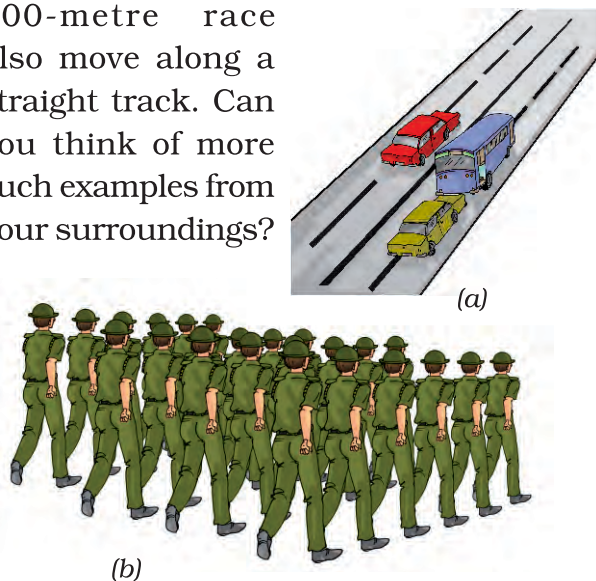 00-metre race
lso move along a
traight track. Can
ou think of more
uch examples from
our surroundings?
(a)
(b)